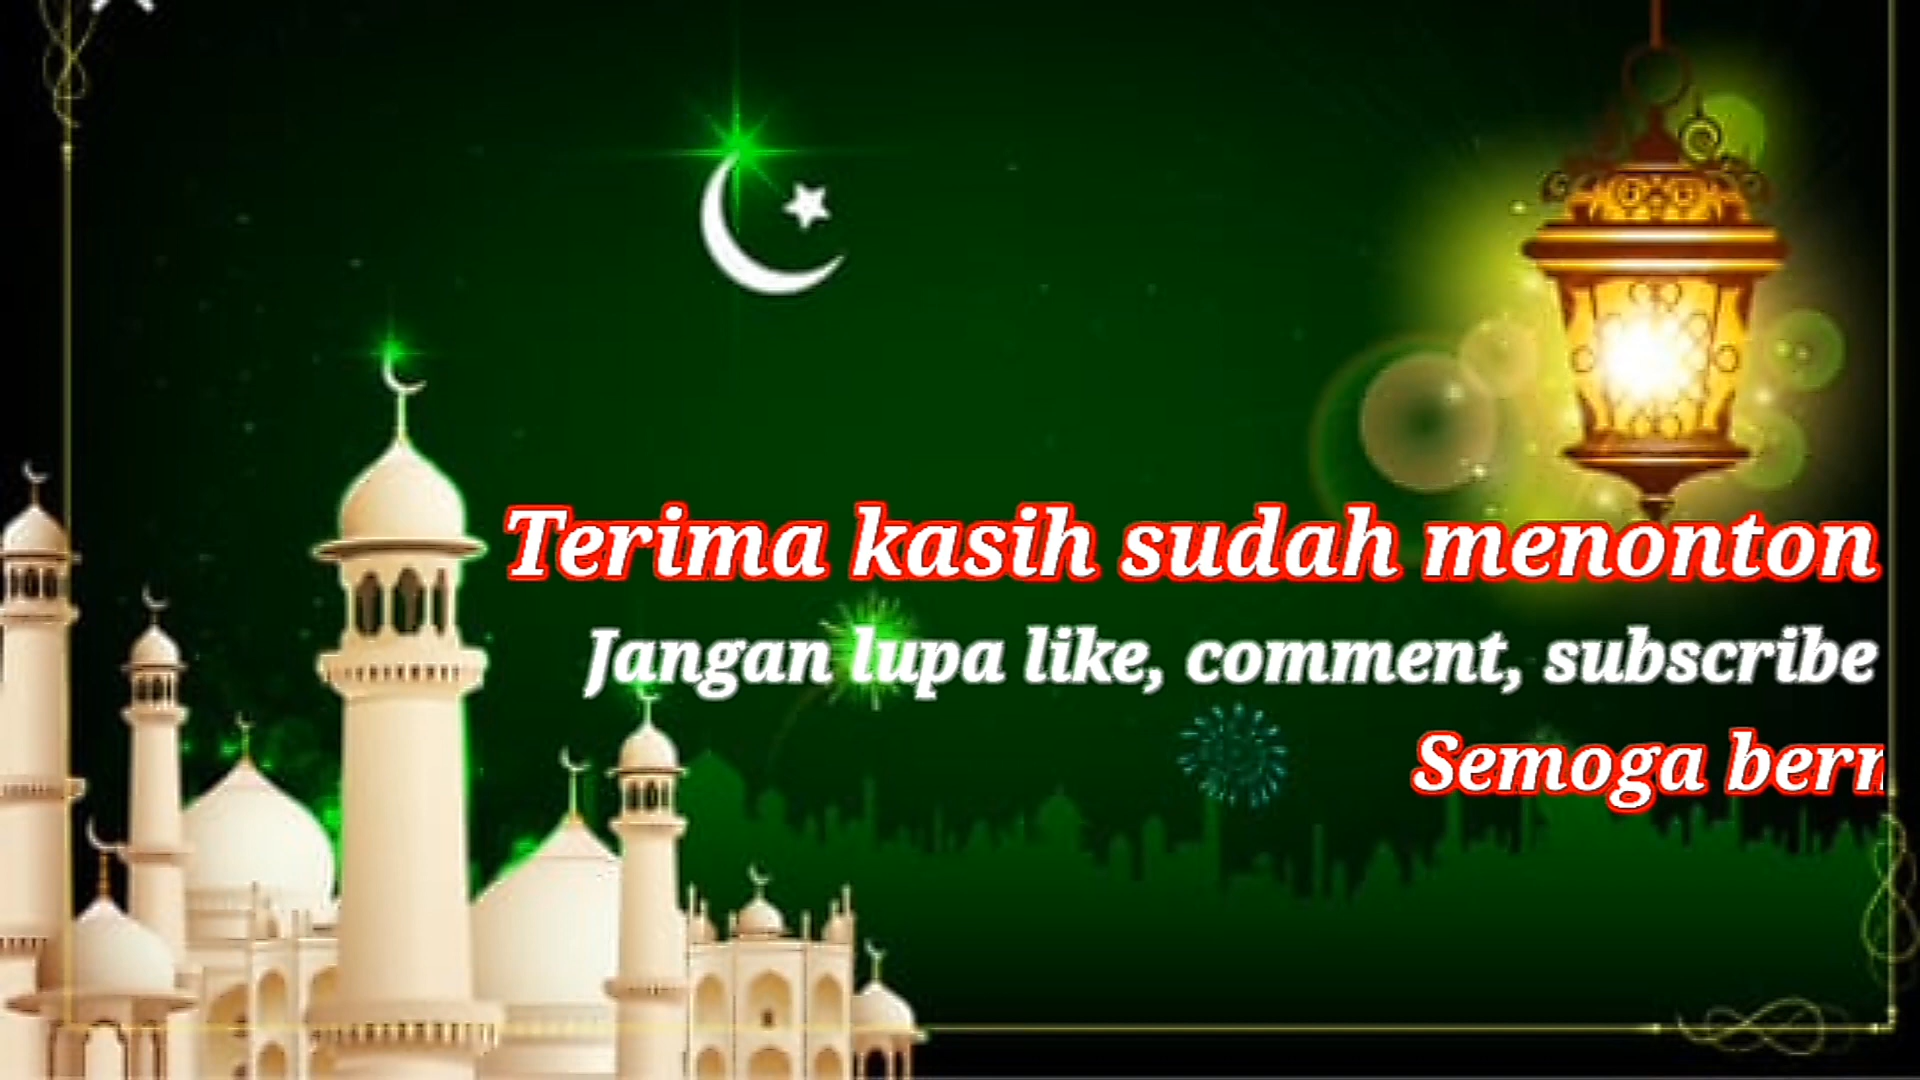 Terima kasih sudah menonton
Jangan lupa like, comment, subscribe
Semoga